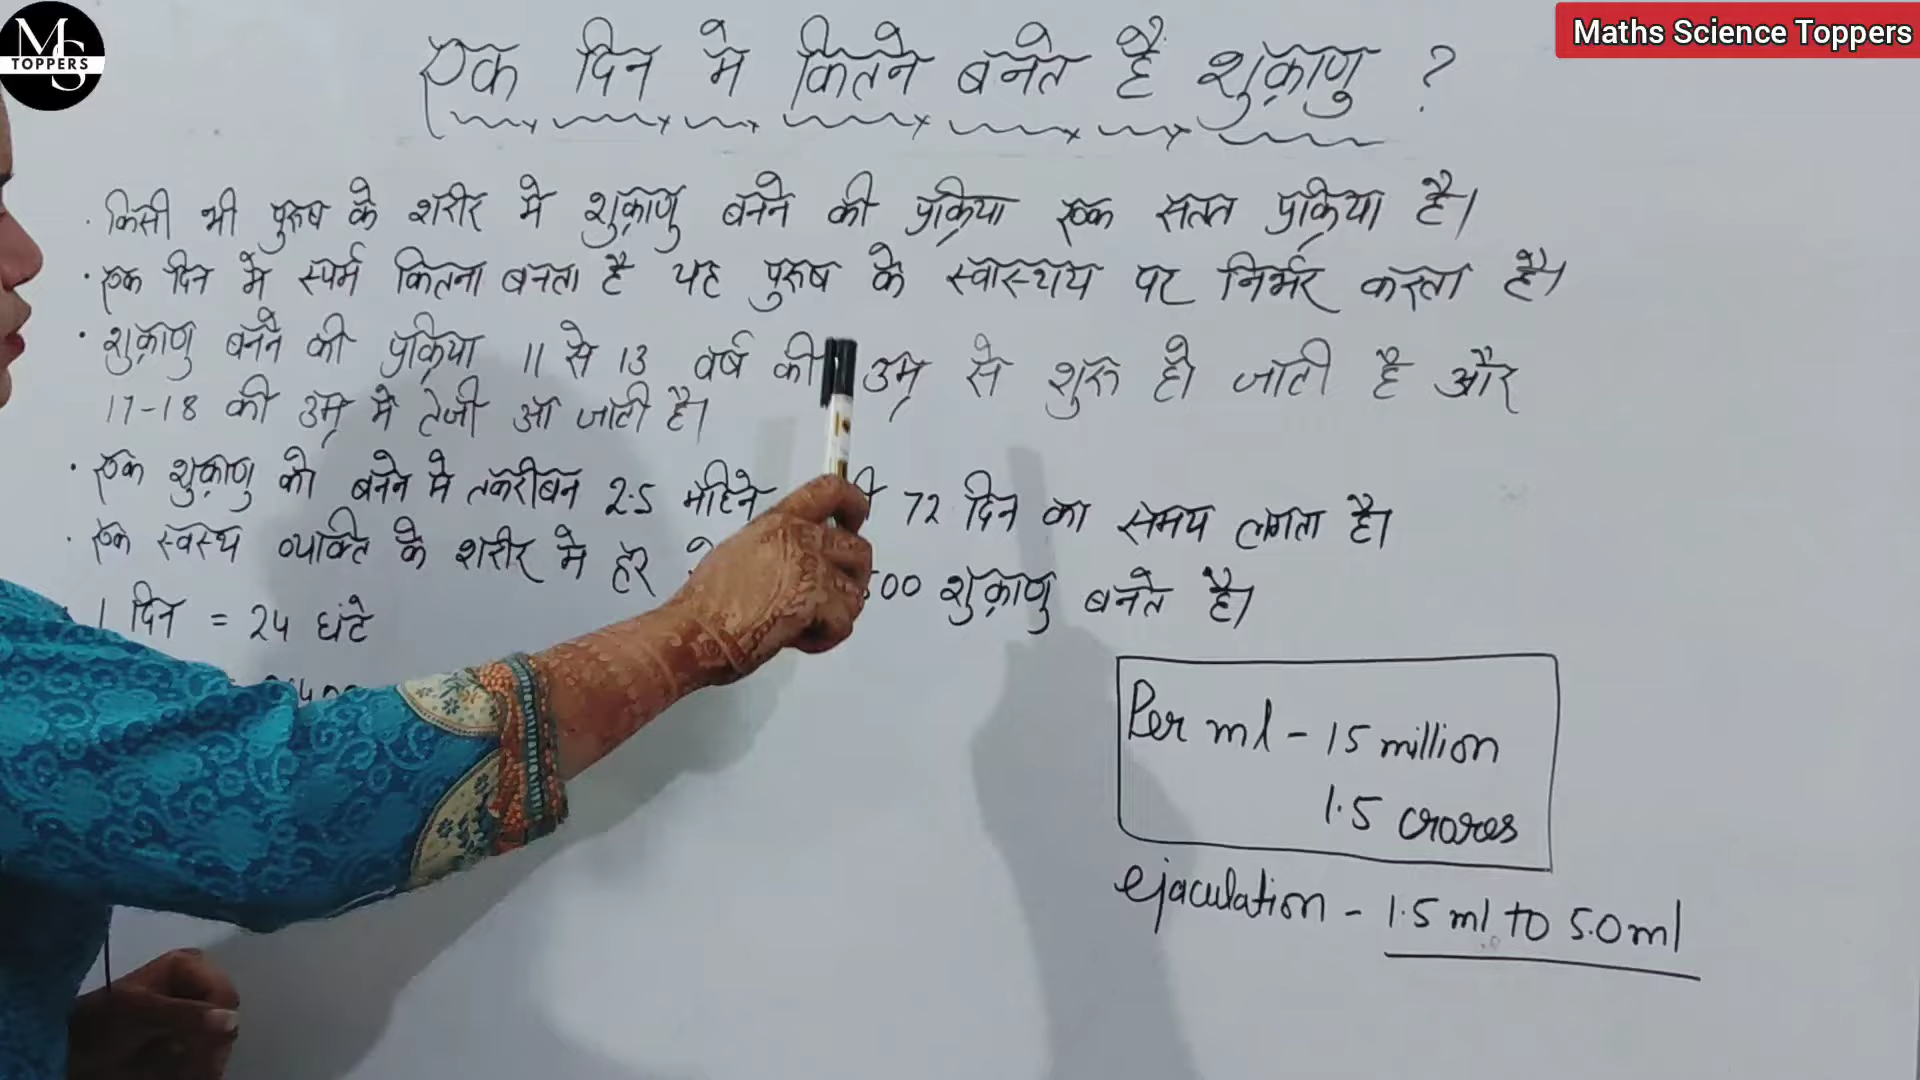 MS
TOPPERS
Maths Science Toppers
एक दिन मे कितने बनते है शुक्राणु ?
· किसी भी पुरुष के शरीर मे शुक्राणु बनने की प्रक्रिया एक सतत प्रक्रिया है।
· एक दिन मे स्पर्म कितना बनता है यह पुरुष के स्वास्थ्य पर निर्भर करता है।
· शुक्राणु बनने की प्रक्रिया 11 से 13 वर्ष की उम्र से शुरू हो जाती है और
17-18 की उम्र मे तेजी आ जाती है।
· एक शुक्राणु को बनने मे तकरीबन 2.5 महिने 72 दिन का समय लगता है।
· एक स्वस्थ व्यक्ति के शरीर मे हर 500 शुक्राणु बनते है।
1 दिन = 24 घंटे
Per ml - 15 million
1.5 crores
ejaculation - 1.5 ml to 5.0 ml